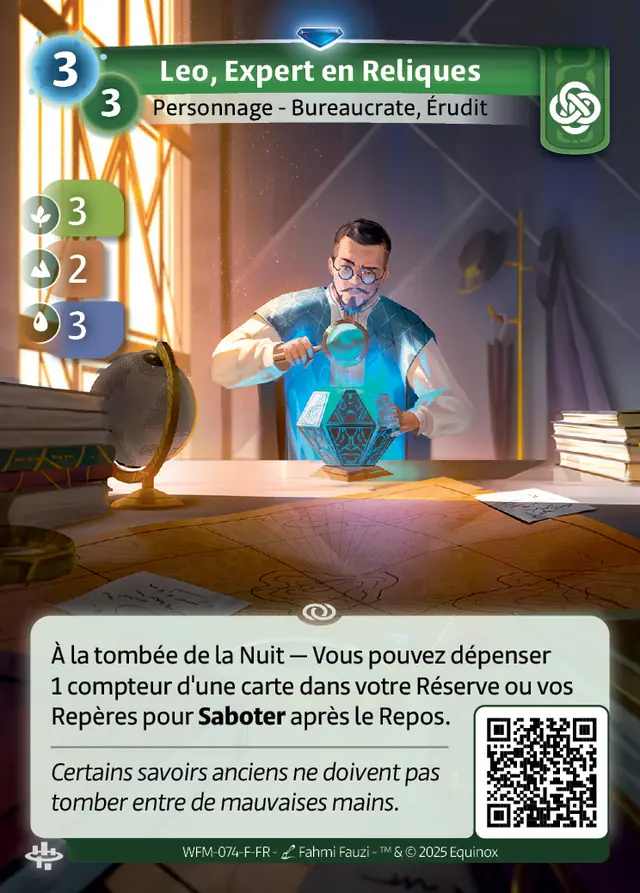 3
Leo, Expert en Reliques
3
Personnage - Bureaucrate, Érudit
3
2
3
À la tombée de la Nuit — Vous pouvez dépenser
1 compteur d'une carte dans votre Réserve ou vos
Repères pour Saboter après le Repos.
Certains savoirs anciens ne doivent pas
tomber entre de mauvaises mains.
WFM-074-F-FR - Fahmi Fauzi - ™ & © 2025 Equinox